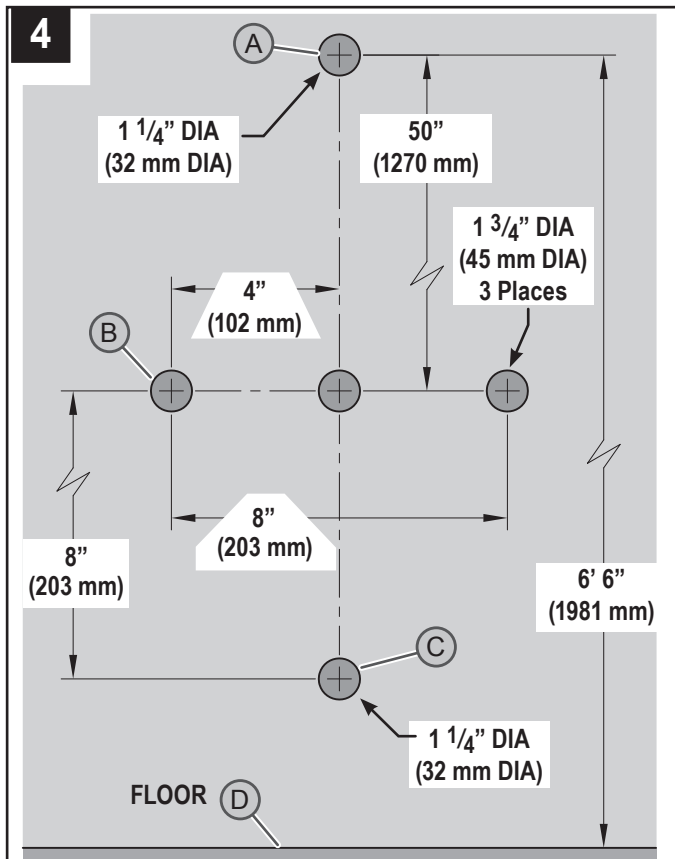 4
A
1 1/4” DIA
(32 mm DIA)
50”
(1270 mm)
1 3/4” DIA
(45 mm DIA)
3 Places
4”
(102 mm)
B
8”
(203 mm)
8”
(203 mm)
6’ 6”
(1981 mm)
C
1 1/4” DIA
(32 mm DIA)
FLOOR D